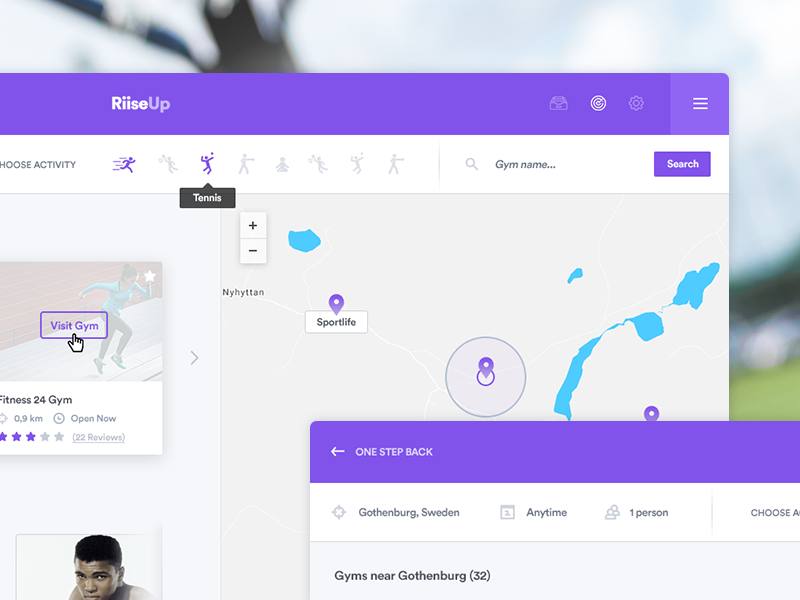 RiiseUp
HOOSE ACTIVITY
Gym name...
Search
Tennis
+
−
Nyhyttan
Sportlife
Visit Gym
Fitness 24 Gym
0,9 km
Open Now
(22 Reviews)
ONE STEP BACK
Gothenburg, Sweden
Anytime
1 person
CHOOSE A
Gyms near Gothenburg (32)